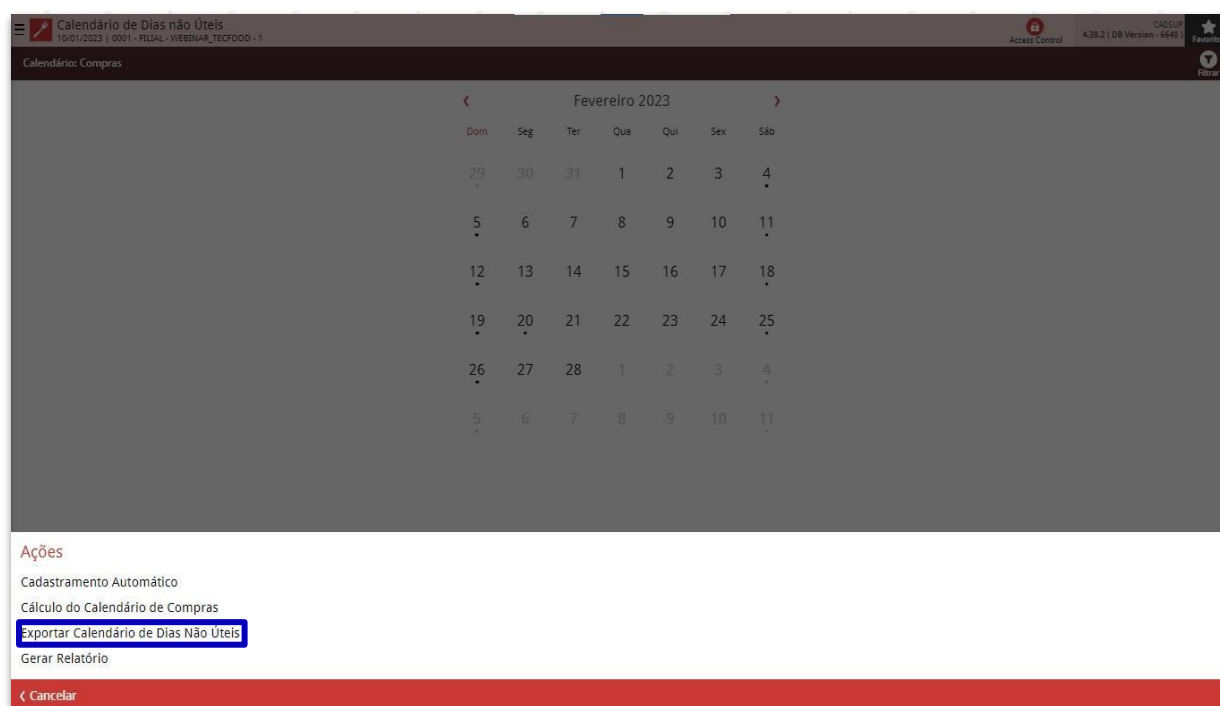 Calendário de Dias não Úteis
10/01/2023 | 0001 - FILIAL - WEBINAR_TECFOOD - 1
Access Control
CADSUP
4.30.2 ( DB Version - 6640 )
Favorito
Calendário: Compras
Filtrar
Fevereiro 2023
Dom Seg Ter Qua Qui Sex Sáb
29 30 31 1 2 3 4
5 6 7 8 9 10 11
12 13 14 15 16 17 18
19 20 21 22 23 24 25
26 27 28 1 2 3 4
5 6 7 8 9 10 11
Ações
Cadastramento Automático
Cálculo do Calendário de Compras
Exportar Calendário de Dias Não Úteis
Gerar Relatório
Cancelar